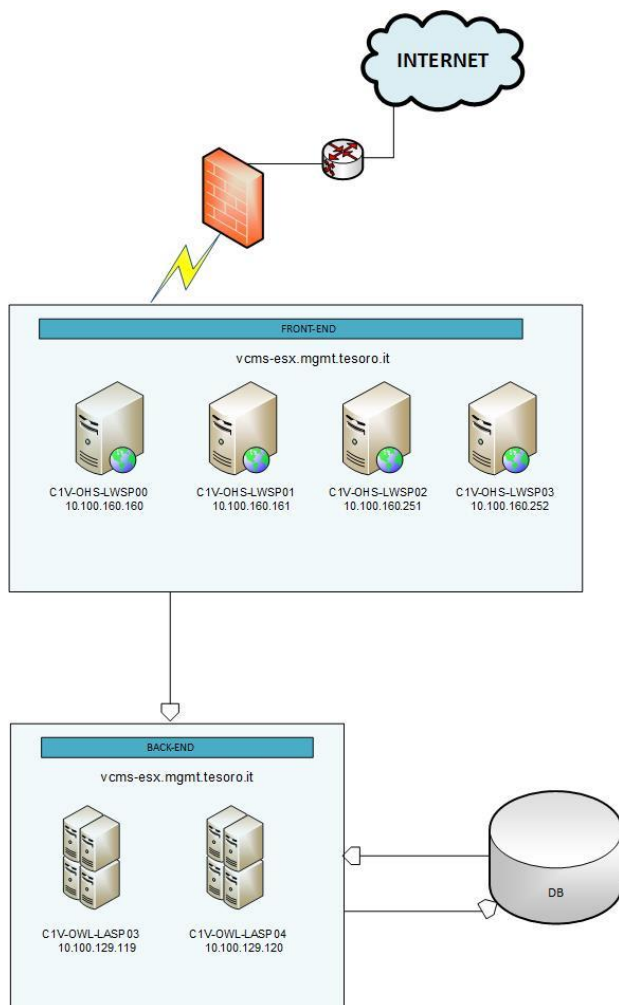 INTERNET
FRONT-END
vcms-esx.mgmt.tesoro.it
C1V-OHS-LWSP00
10.100.160.160
C1V-OHS-LWSP01
10.100.160.161
C1V-OHS-LWSP02
10.100.160.251
C1V-OHS-LWSP03
10.100.160.252
BACK-END
vcms-esx.mgmt.tesoro.it
C1V-OWL-LASP03
10.100.129.119
C1V-OWL-LASP04
10.100.129.120
DB